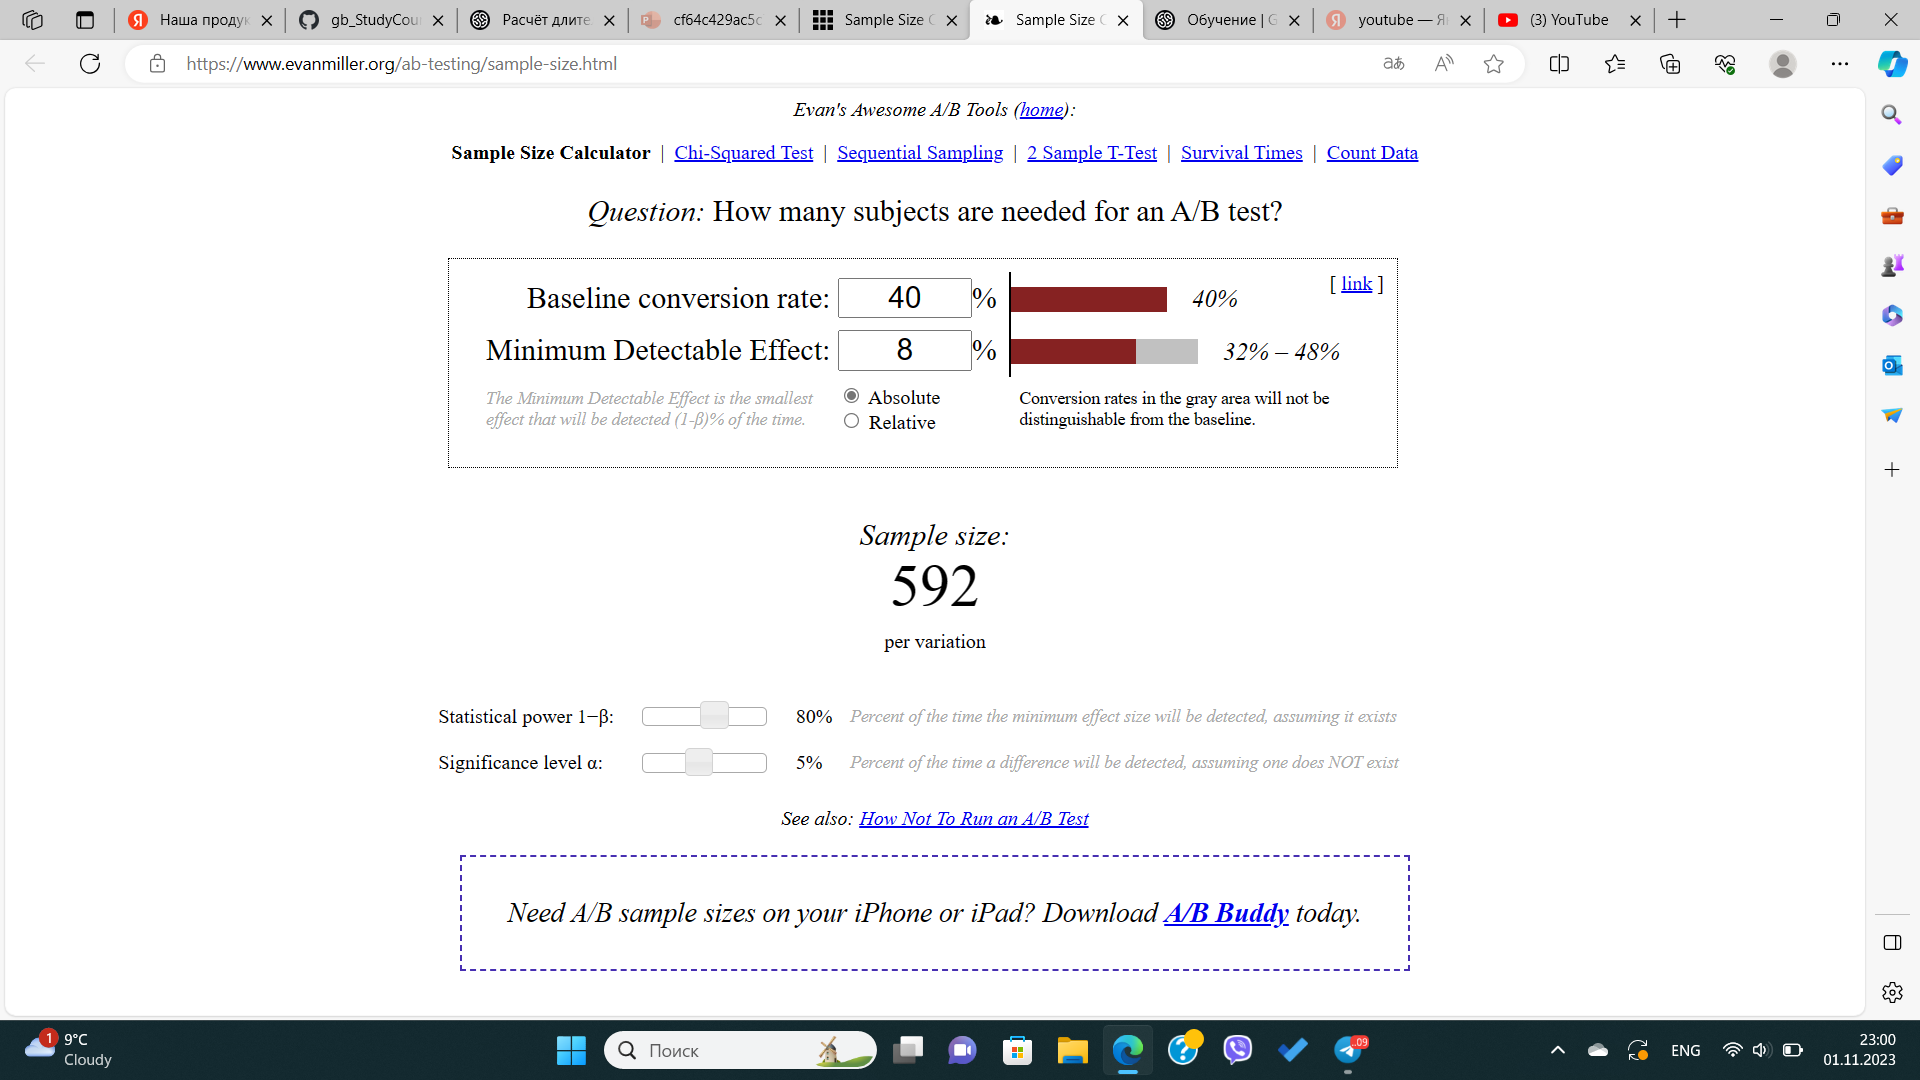 Наша продук
gb_StudyCou
Расчёт длите
cf64c429ac5c
Sample Size C
Sample Size C
Обучение | G
youtube — Я
(3) YouTube
https://www.evanmiller.org/ab-testing/sample-size.html
Evan's Awesome A/B Tools (home):
Sample Size Calculator | Chi-Squared Test | Sequential Sampling | 2 Sample T-Test | Survival Times | Count Data
Question: How many subjects are needed for an A/B test?
[ link ]
Baseline conversion rate: 40 % 40%
Minimum Detectable Effect: 8 % 32% – 48%
The Minimum Detectable Effect is the smallest
effect that will be detected (1-β)% of the time.
Absolute
Relative
Conversion rates in the gray area will not be
distinguishable from the baseline.
Sample size:
592
per variation
Statistical power 1−β: 80% Percent of the time the minimum effect size will be detected, assuming it exists
Significance level α: 5% Percent of the time a difference will be detected, assuming one does NOT exist
See also: How Not To Run an A/B Test
Need A/B sample sizes on your iPhone or iPad? Download A/B Buddy today.
1
9°C
Cloudy
Поиск
.09
ENG
23:00
01.11.2023